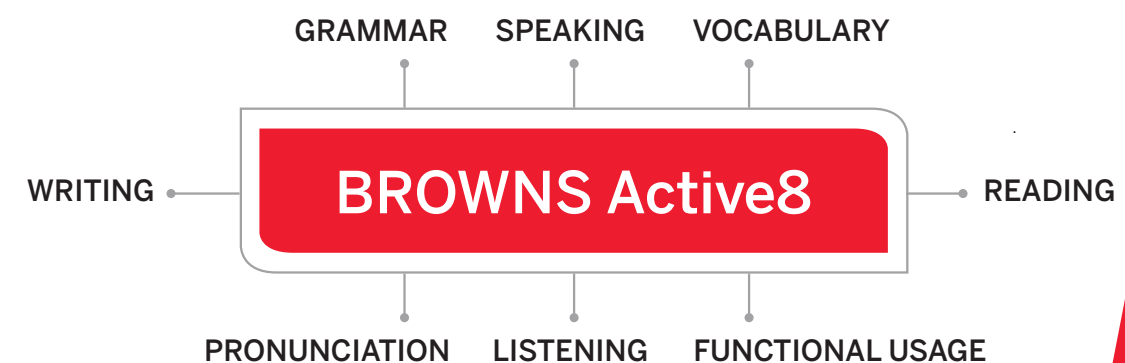 GRAMMAR SPEAKING VOCABULARY
WRITING BROWNS Active8 READING
PRONUNCIATION LISTENING FUNCTIONAL USAGE